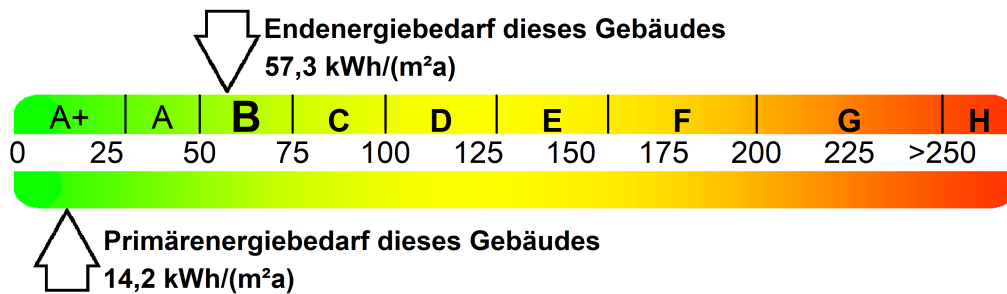 Endenergiebedarf dieses Gebäudes
57,3 kWh/(m²a)
A+ A B C D E F G H
0 25 50 75 100 125 150 175 200 225 >250
Primärenergiebedarf dieses Gebäudes
14,2 kWh/(m²a)